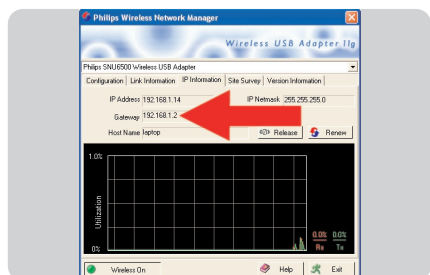 Philips Wireless Network Manager
Wireless USB Adapter 11g
Philips SNU6500 Wireless USB Adapter
Configuration Link Information IP Information Site Survey Version Information
IP Address 192.168.1.14 IP Netmask 255.255.255.0
Gateway 192.168.1.2
Host Name laptop Release Renew
1.0%
Utilization
0.0% 0.0%
0% Rx Tx
Wireless On Help Exit